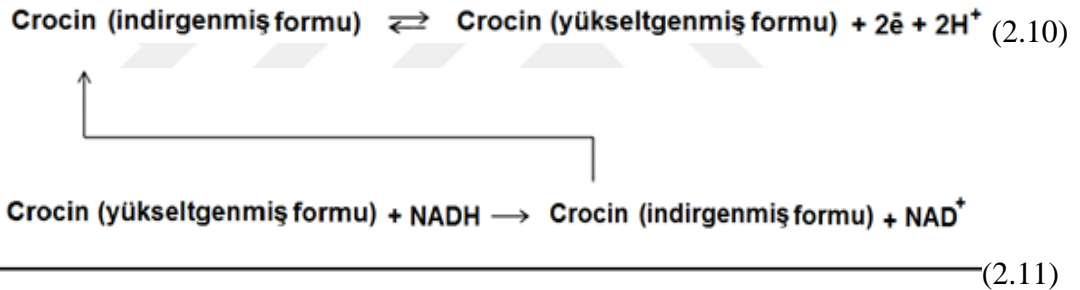 Crocin (indirgenmiş formu) ⇄ Crocin (yükseltgenmiş formu) + 2ē + 2H⁺ (2.10)
Crocin (yükseltgenmiş formu) + NADH ⟶ Crocin (indirgenmiş formu) + NAD⁺
(2.11)